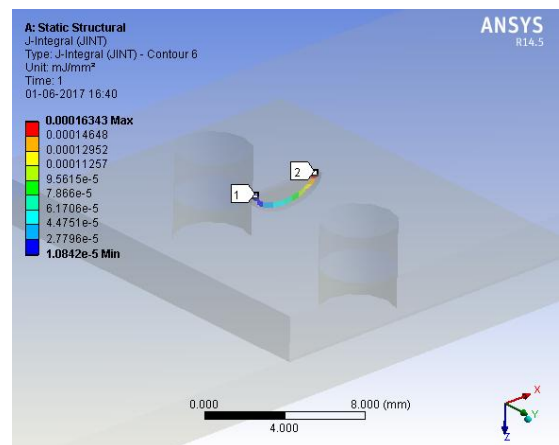 A: Static Structural
J-Integral (JINT)
Type: J-Integral (JINT) - Contour 6
Unit: mJ/mm²
Time: 1
01-06-2017 16:40
ANSYS
R14.5
0.00016343 Max
0.00014648
0.00012952
0.00011257
9.5615e-5
7.866e-5
6.1706e-5
4.4751e-5
2.7796e-5
1.0842e-5 Min
2
1
0.000
8.000 (mm)
4.000
X
Y
Z